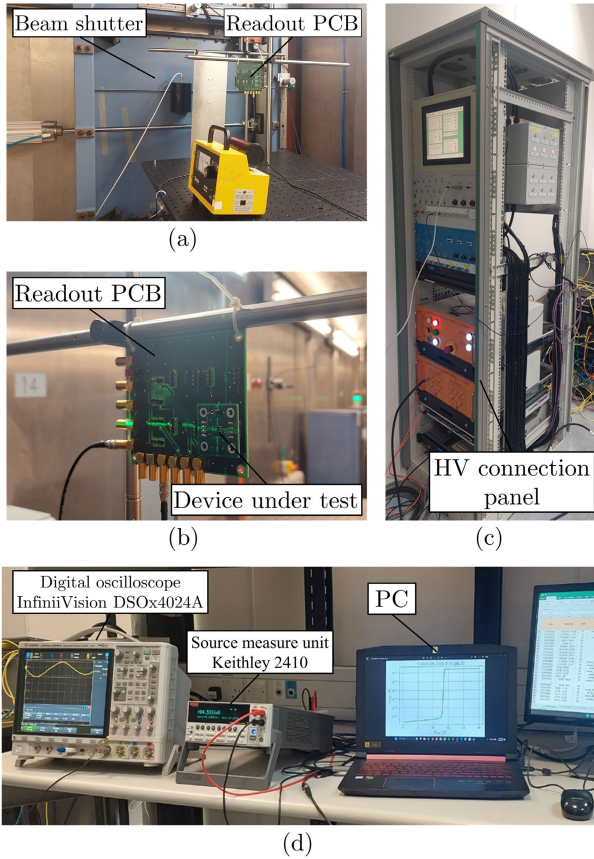 Beam shutter
Readout PCB
(a)
Readout PCB
14
Device under test
(b)
HV connection
panel
(c)
Digital oscilloscope
InfiniiVision DSOx4024A
Source measure unit
Keithley 2410
PC
(d)